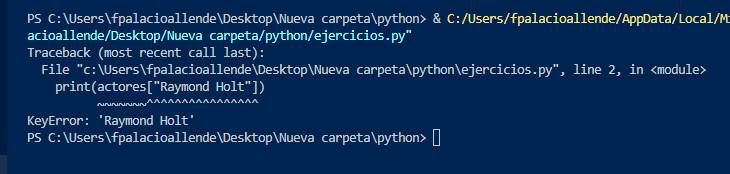 PS C:\Users\fpalacioallende\Desktop\Nueva carpeta\python> & C:/Users/fpalacioallende/AppData/Local/Mi
acioallende/Desktop/Nueva carpeta/python/ejercicios.py"
Traceback (most recent call last):
  File "c:\Users\fpalacioallende\Desktop\Nueva carpeta\python\ejercicios.py", line 2, in <module>
    print(actores["Raymond Holt"])
          ~~~~~~~^^^^^^^^^^^^^^^^
KeyError: 'Raymond Holt'
PS C:\Users\fpalacioallende\Desktop\Nueva carpeta\python>